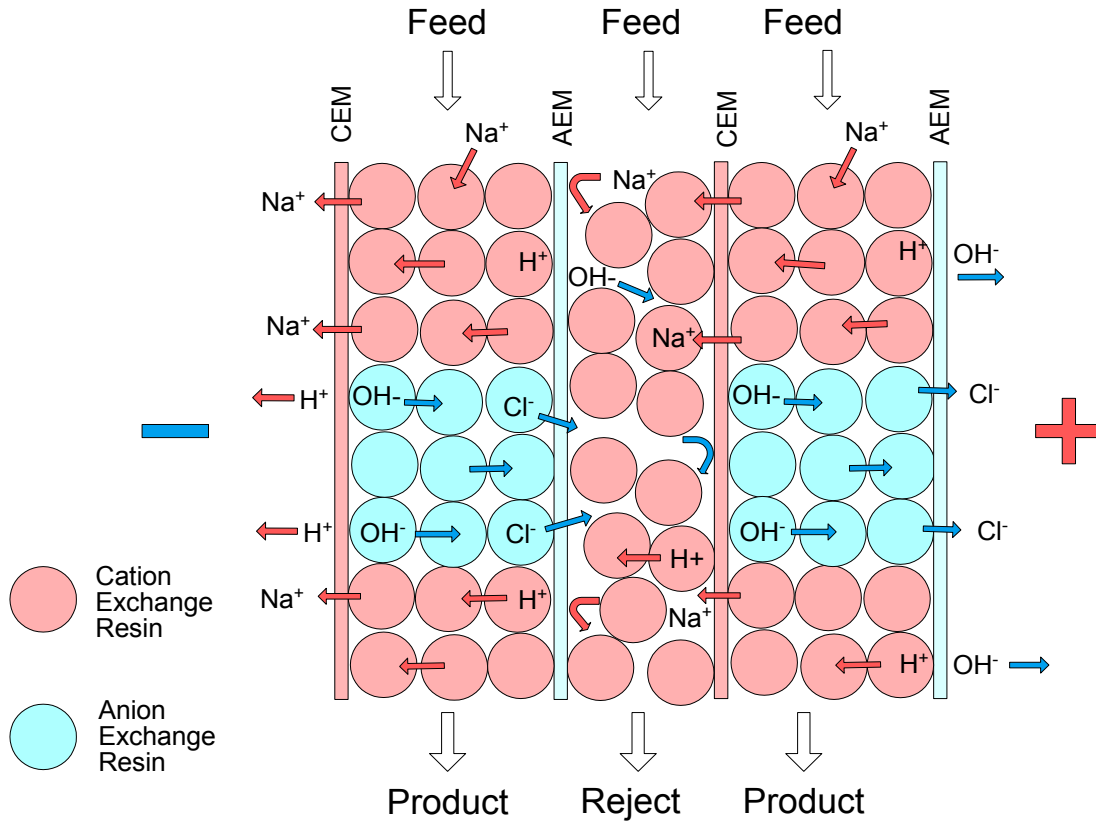 Feed
Feed
Feed
CEM
AEM
CEM
AEM
Na⁺
Na⁺
Na⁺
Na⁺
H⁺
OH-
H⁺
OH⁻
Na⁺
Na⁺
H⁺
OH-
Cl⁻
OH-
Cl⁻
H⁺
OH⁻
Cl⁻
H+
OH⁻
Cl⁻
Na⁺
H⁺
Na⁺
H⁺
OH⁻
Cation
Exchange
Resin
Anion
Exchange
Resin
Product
Reject
Product